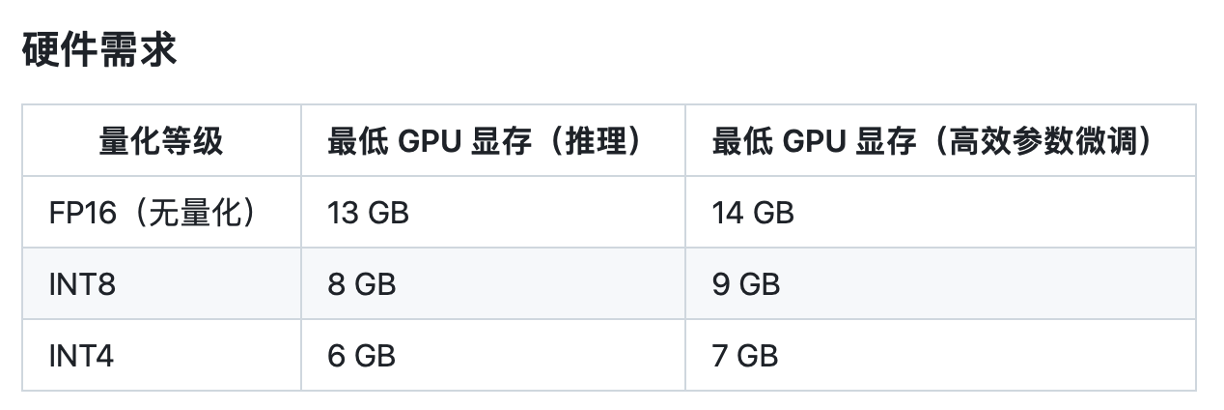 硬件需求
量化等级 最低 GPU 显存（推理） 最低 GPU 显存（高效参数微调）
FP16（无量化） 13 GB 14 GB
INT8 8 GB 9 GB
INT4 6 GB 7 GB